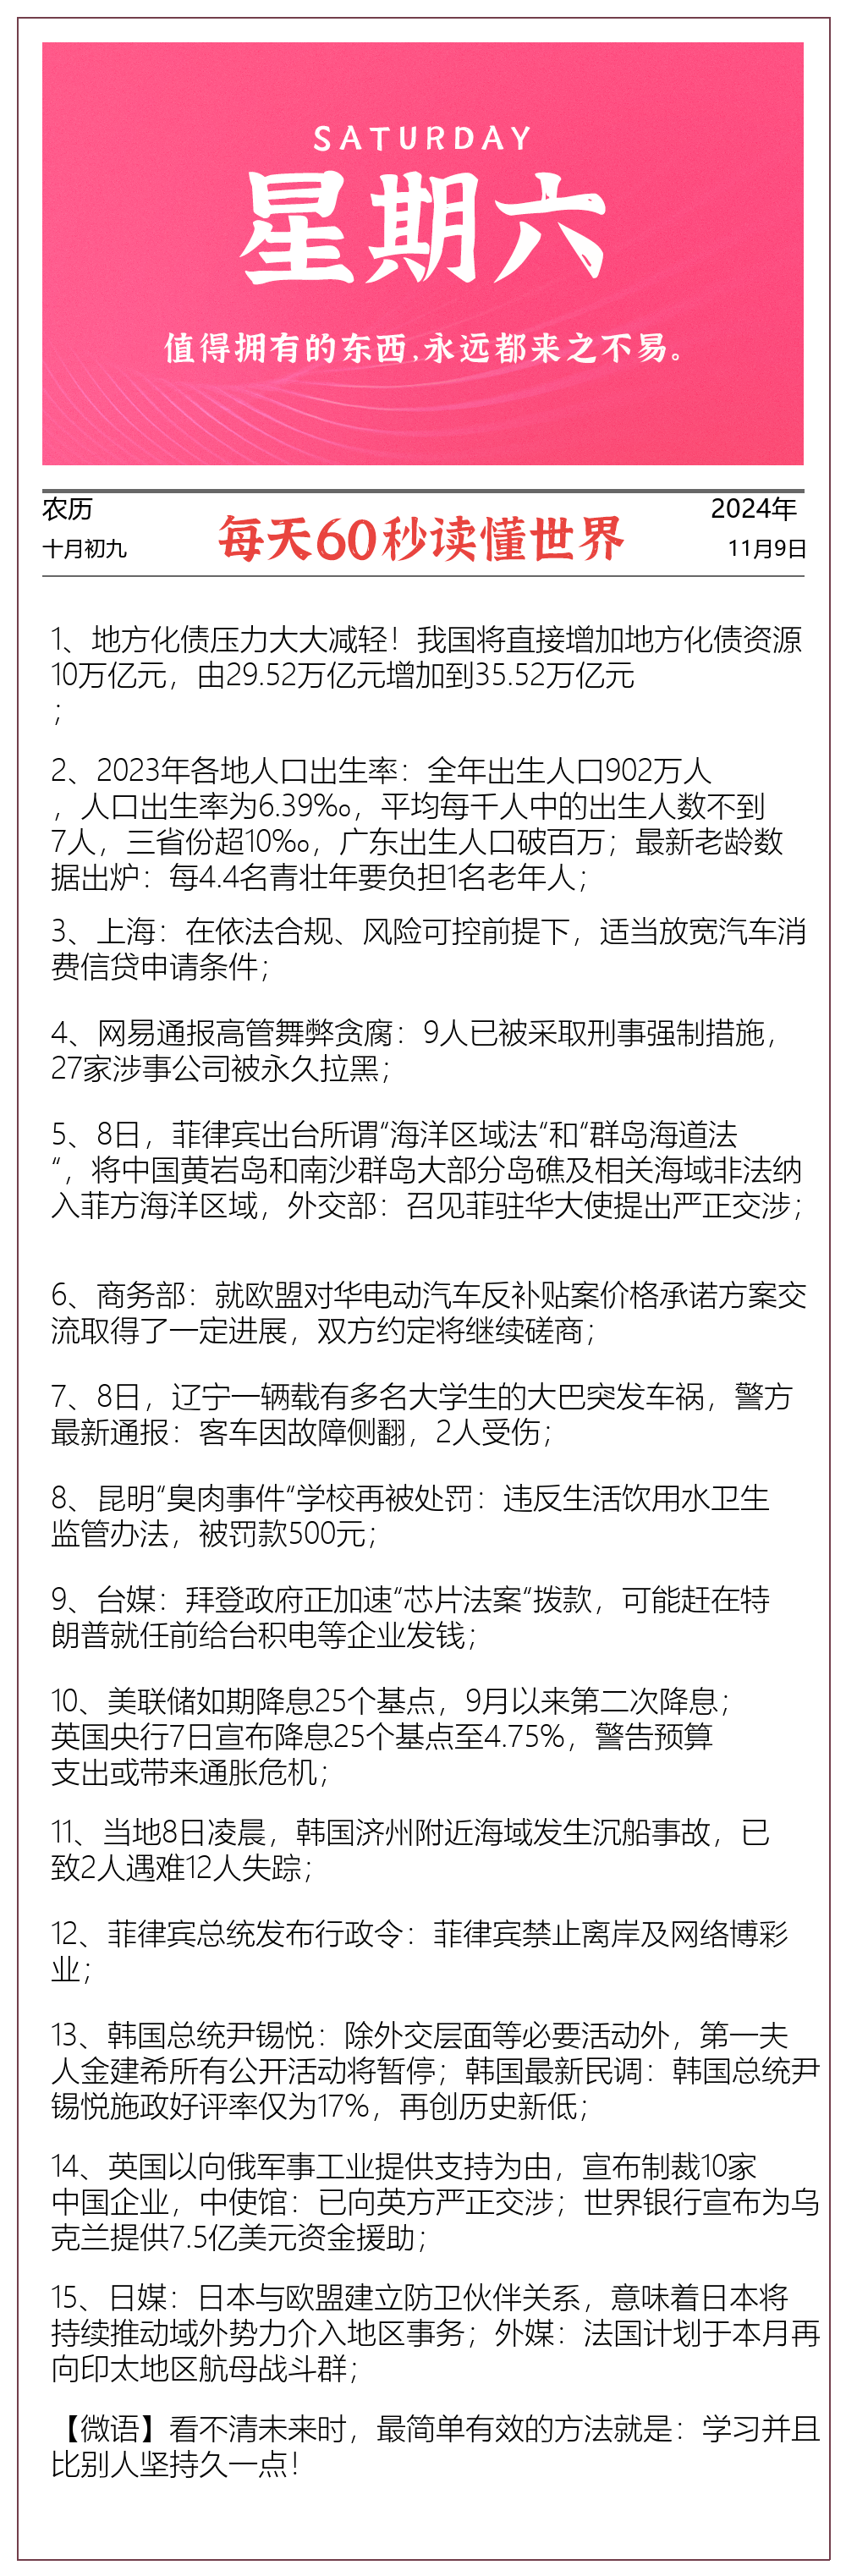 SATURDAY
星期六
值得拥有的东西,永远都来之不易。
农历
2024年
每天60秒读懂世界
十月初九
11月9日
1、地方化债压力大大减轻！我国将直接增加地方化债资源
10万亿元，由29.52万亿元增加到35.52万亿元
；
2、2023年各地人口出生率：全年出生人口902万人
，人口出生率为6.39‰，平均每千人中的出生人数不到
7人，三省份超10‰，广东出生人口破百万；最新老龄数
据出炉：每4.4名青壮年要负担1名老年人；
3、上海：在依法合规、风险可控前提下，适当放宽汽车消
费信贷申请条件；
4、网易通报高管舞弊贪腐：9人已被采取刑事强制措施，
27家涉事公司被永久拉黑；
5、8日，菲律宾出台所谓“海洋区域法“和“群岛海道法
“，将中国黄岩岛和南沙群岛大部分岛礁及相关海域非法纳
入菲方海洋区域，外交部：召见菲驻华大使提出严正交涉；
6、商务部：就欧盟对华电动汽车反补贴案价格承诺方案交
流取得了一定进展，双方约定将继续磋商；
7、8日，辽宁一辆载有多名大学生的大巴突发车祸，警方
最新通报：客车因故障侧翻，2人受伤；
8、昆明“臭肉事件“学校再被处罚：违反生活饮用水卫生
监管办法，被罚款500元；
9、台媒：拜登政府正加速“芯片法案“拨款，可能赶在特
朗普就任前给台积电等企业发钱；
10、美联储如期降息25个基点，9月以来第二次降息；
英国央行7日宣布降息25个基点至4.75%，警告预算
支出或带来通胀危机；
11、当地8日凌晨，韩国济州附近海域发生沉船事故，已
致2人遇难12人失踪；
12、菲律宾总统发布行政令：菲律宾禁止离岸及网络博彩
业；
13、韩国总统尹锡悦：除外交层面等必要活动外，第一夫
人金建希所有公开活动将暂停；韩国最新民调：韩国总统尹
锡悦施政好评率仅为17%，再创历史新低；
14、英国以向俄军事工业提供支持为由，宣布制裁10家
中国企业，中使馆：已向英方严正交涉；世界银行宣布为乌
克兰提供7.5亿美元资金援助；
15、日媒：日本与欧盟建立防卫伙伴关系，意味着日本将
持续推动域外势力介入地区事务；外媒：法国计划于本月再
向印太地区航母战斗群；
【微语】看不清未来时，最简单有效的方法就是：学习并且
比别人坚持久一点！